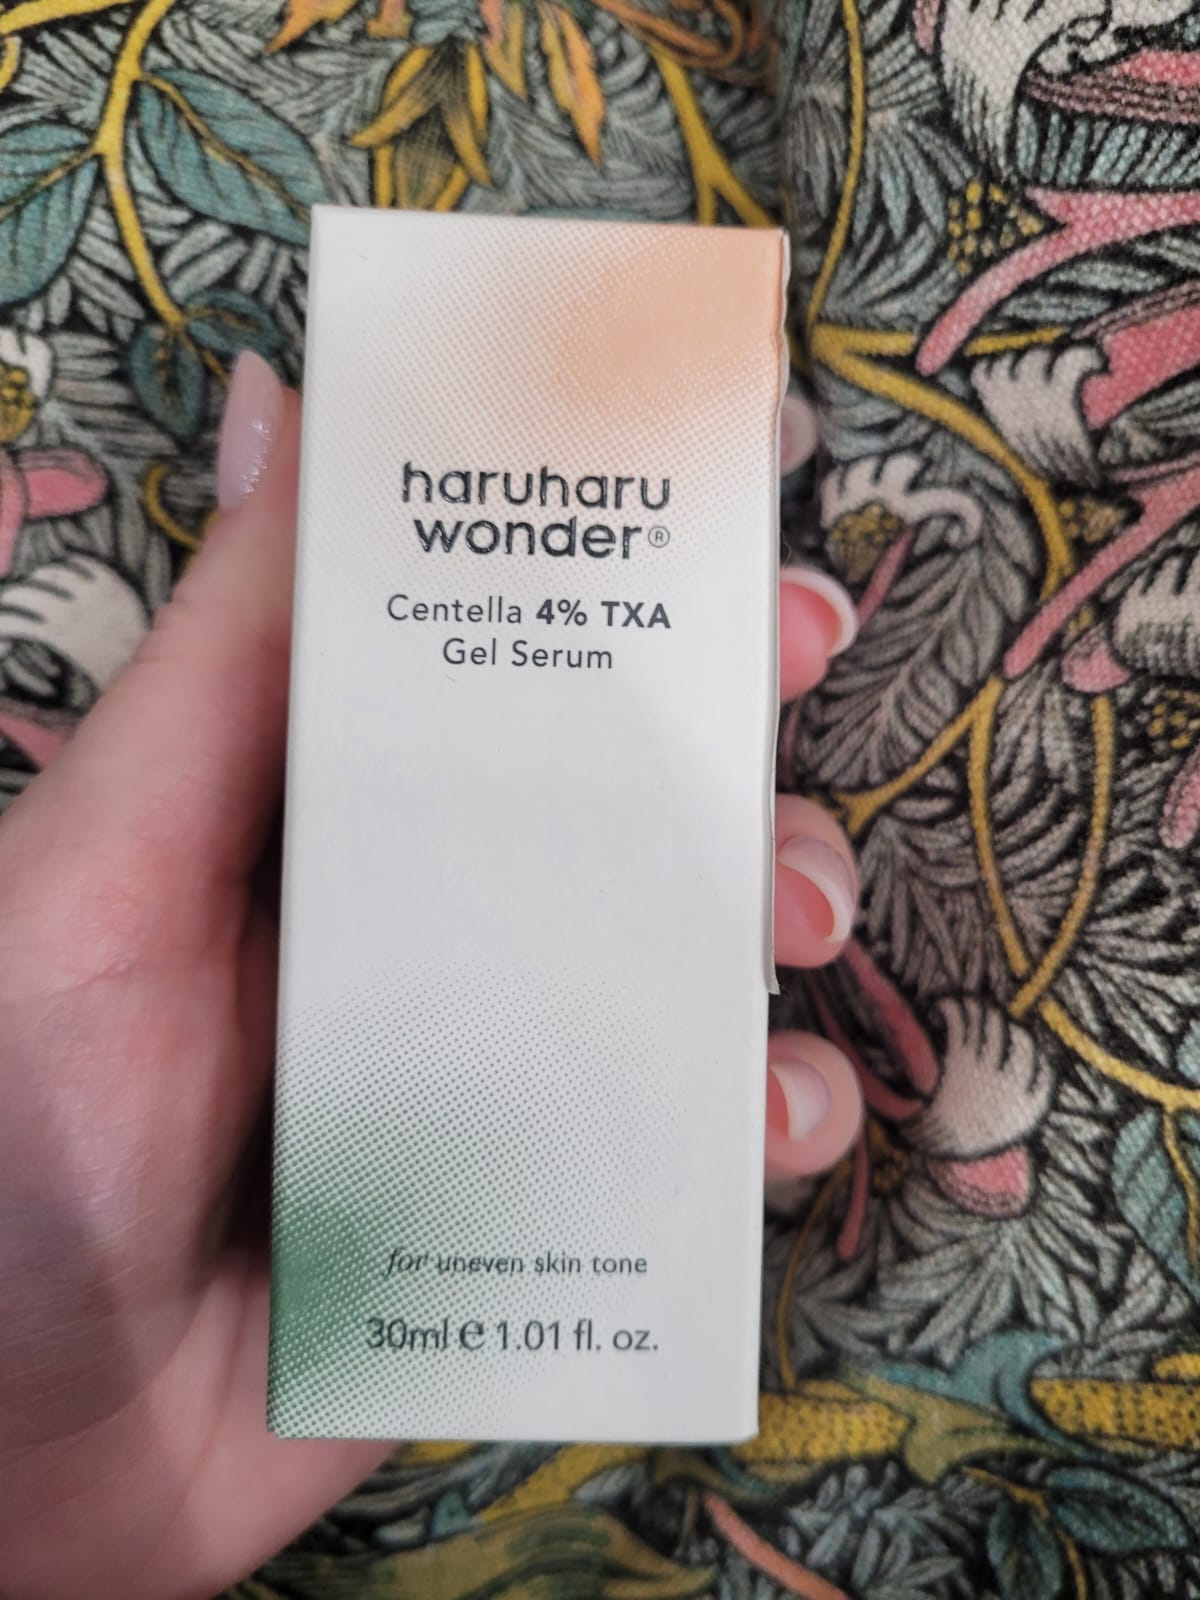 haruharu
wonder®
Centella 4% TXA
Gel Serum
for uneven skin tone
30ml ℮ 1.01 fl. oz.